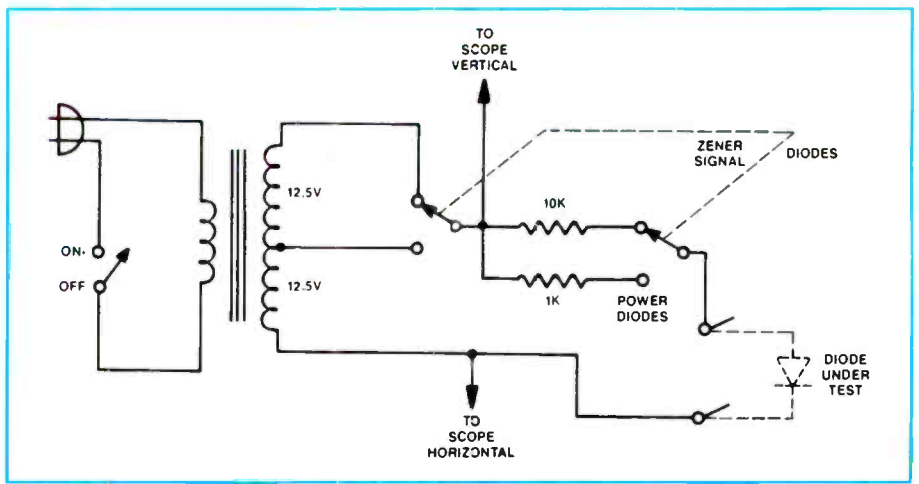 TO
SCOPE
VERTICAL
ZENER
SIGNAL
DIODES
12.5V
10K
ON
OFF
12.5V
1K
POWER
DIODES
DIODE
UNDER
TEST
TO
SCOPE
HORIZONTAL